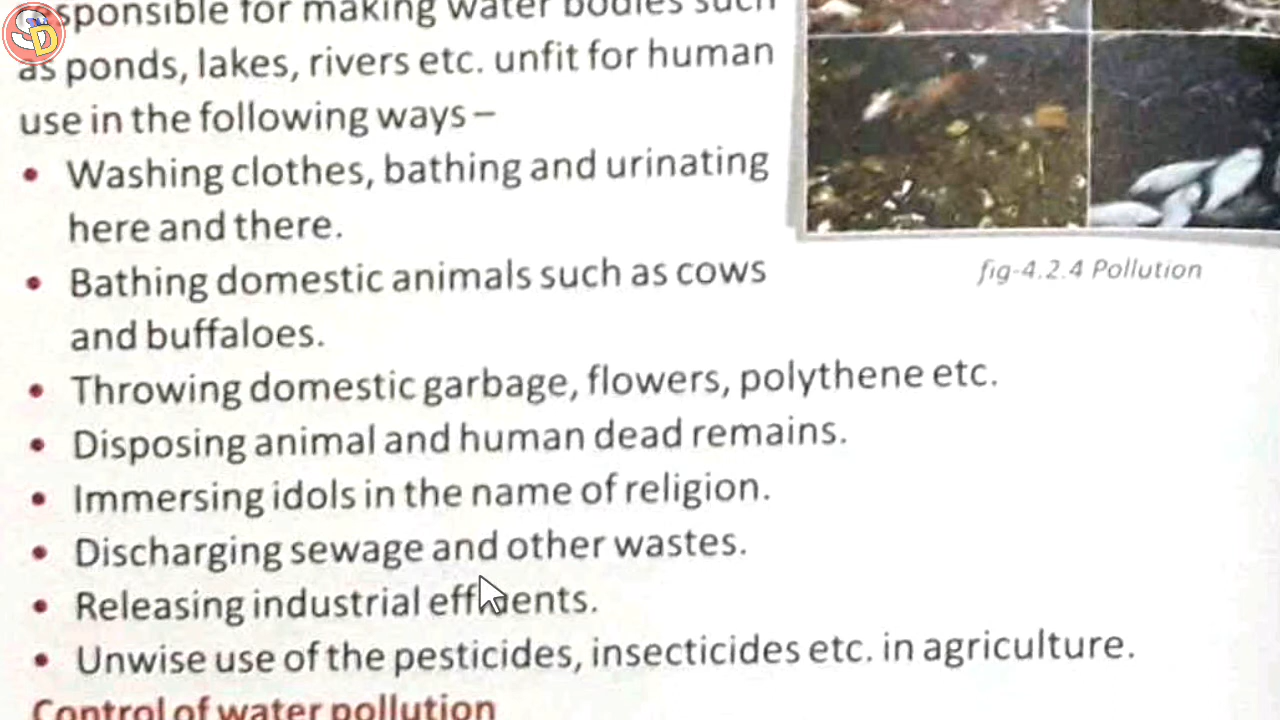 SD
responsible for making water bodies such
as ponds, lakes, rivers etc. unfit for human
use in the following ways –
• Washing clothes, bathing and urinating
here and there.
• Bathing domestic animals such as cows
and buffaloes.
fig-4.2.4 Pollution
• Throwing domestic garbage, flowers, polythene etc.
• Disposing animal and human dead remains.
• Immersing idols in the name of religion.
• Discharging sewage and other wastes.
• Releasing industrial effluents.
• Unwise use of the pesticides, insecticides etc. in agriculture.
Control of water pollution